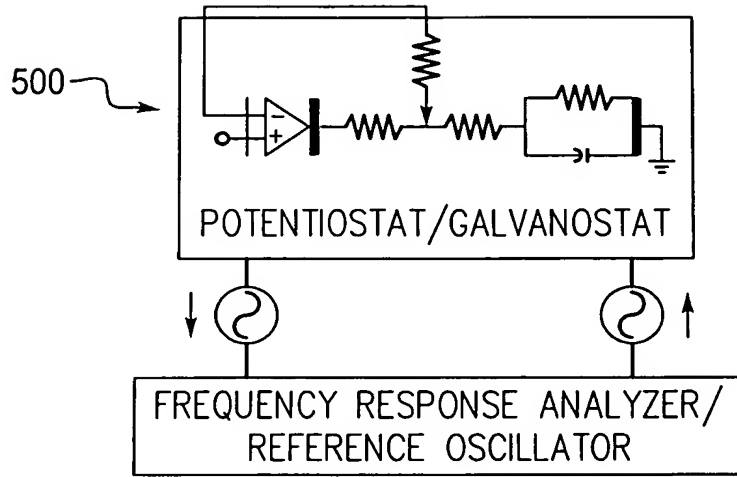 500
- 
+
POTENTIOSTAT/GALVANOSTAT
FREQUENCY RESPONSE ANALYZER/
REFERENCE OSCILLATOR